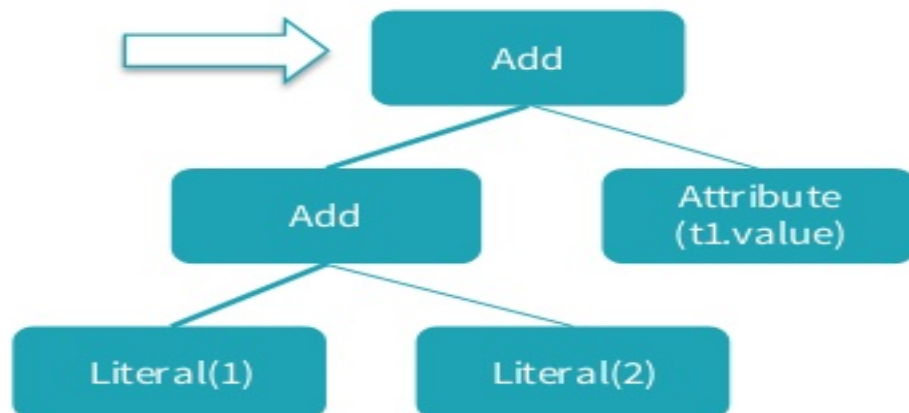 Add
Add
Attribute
(t1.value)
Literal(1)
Literal(2)